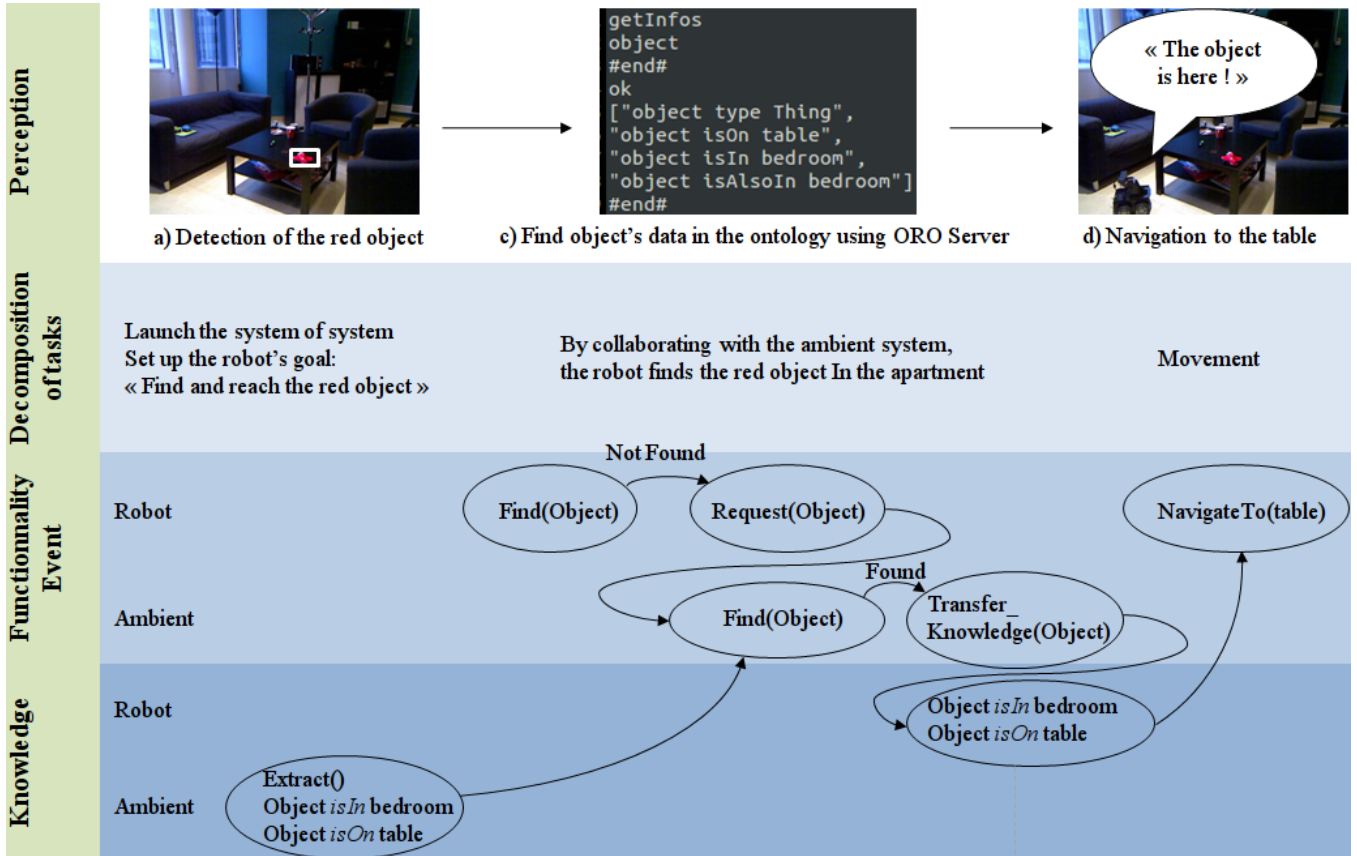 Perception
getInfos
object
#end#
ok
["object type Thing",
"object isOn table",
"object isIn bedroom",
"object isAlsoIn bedroom"]
#end#
« The object
is here ! »
a) Detection of the red object
c) Find object's data in the ontology using ORO Server
d) Navigation to the table
Decomposition
of tasks
Launch the system of system
Set up the robot's goal:
« Find and reach the red object »
By collaborating with the ambient system,
the robot finds the red object In the apartment
Movement
Functionnality
Event
Robot
Find(Object)
Not Found
Request(Object)
NavigateTo(table)
Ambient
Find(Object)
Found
Transfer_
Knowledge(Object)
Knowledge
Robot
Object isIn bedroom
Object isOn table
Ambient
Extract()
Object isIn bedroom
Object isOn table